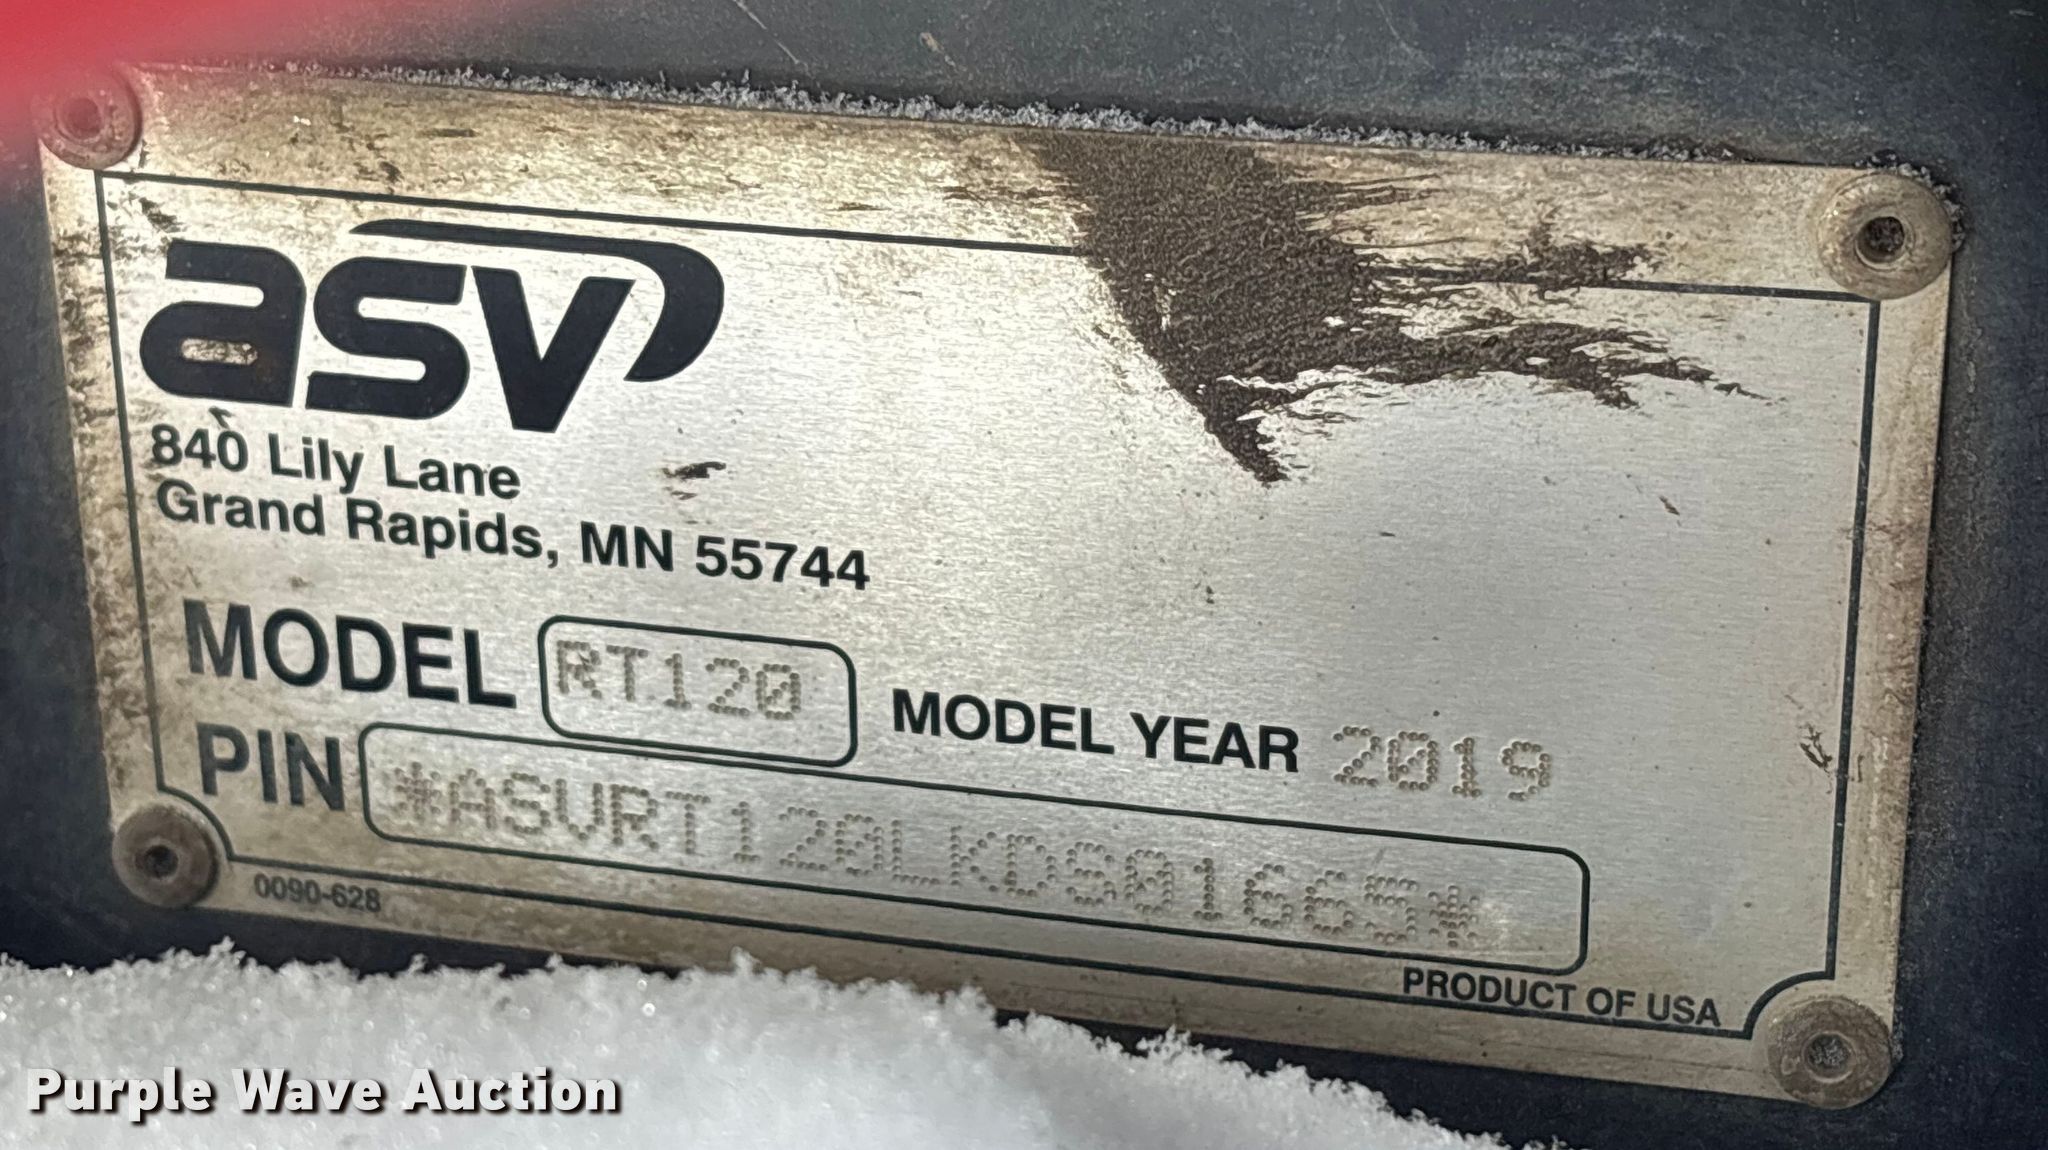 asv
840 Lily Lane
Grand Rapids, MN 55744
MODEL RT120 MODEL YEAR 2019
PIN *ASVRT120LKDS01665*
0090-628
PRODUCT OF USA
Purple Wave Auction